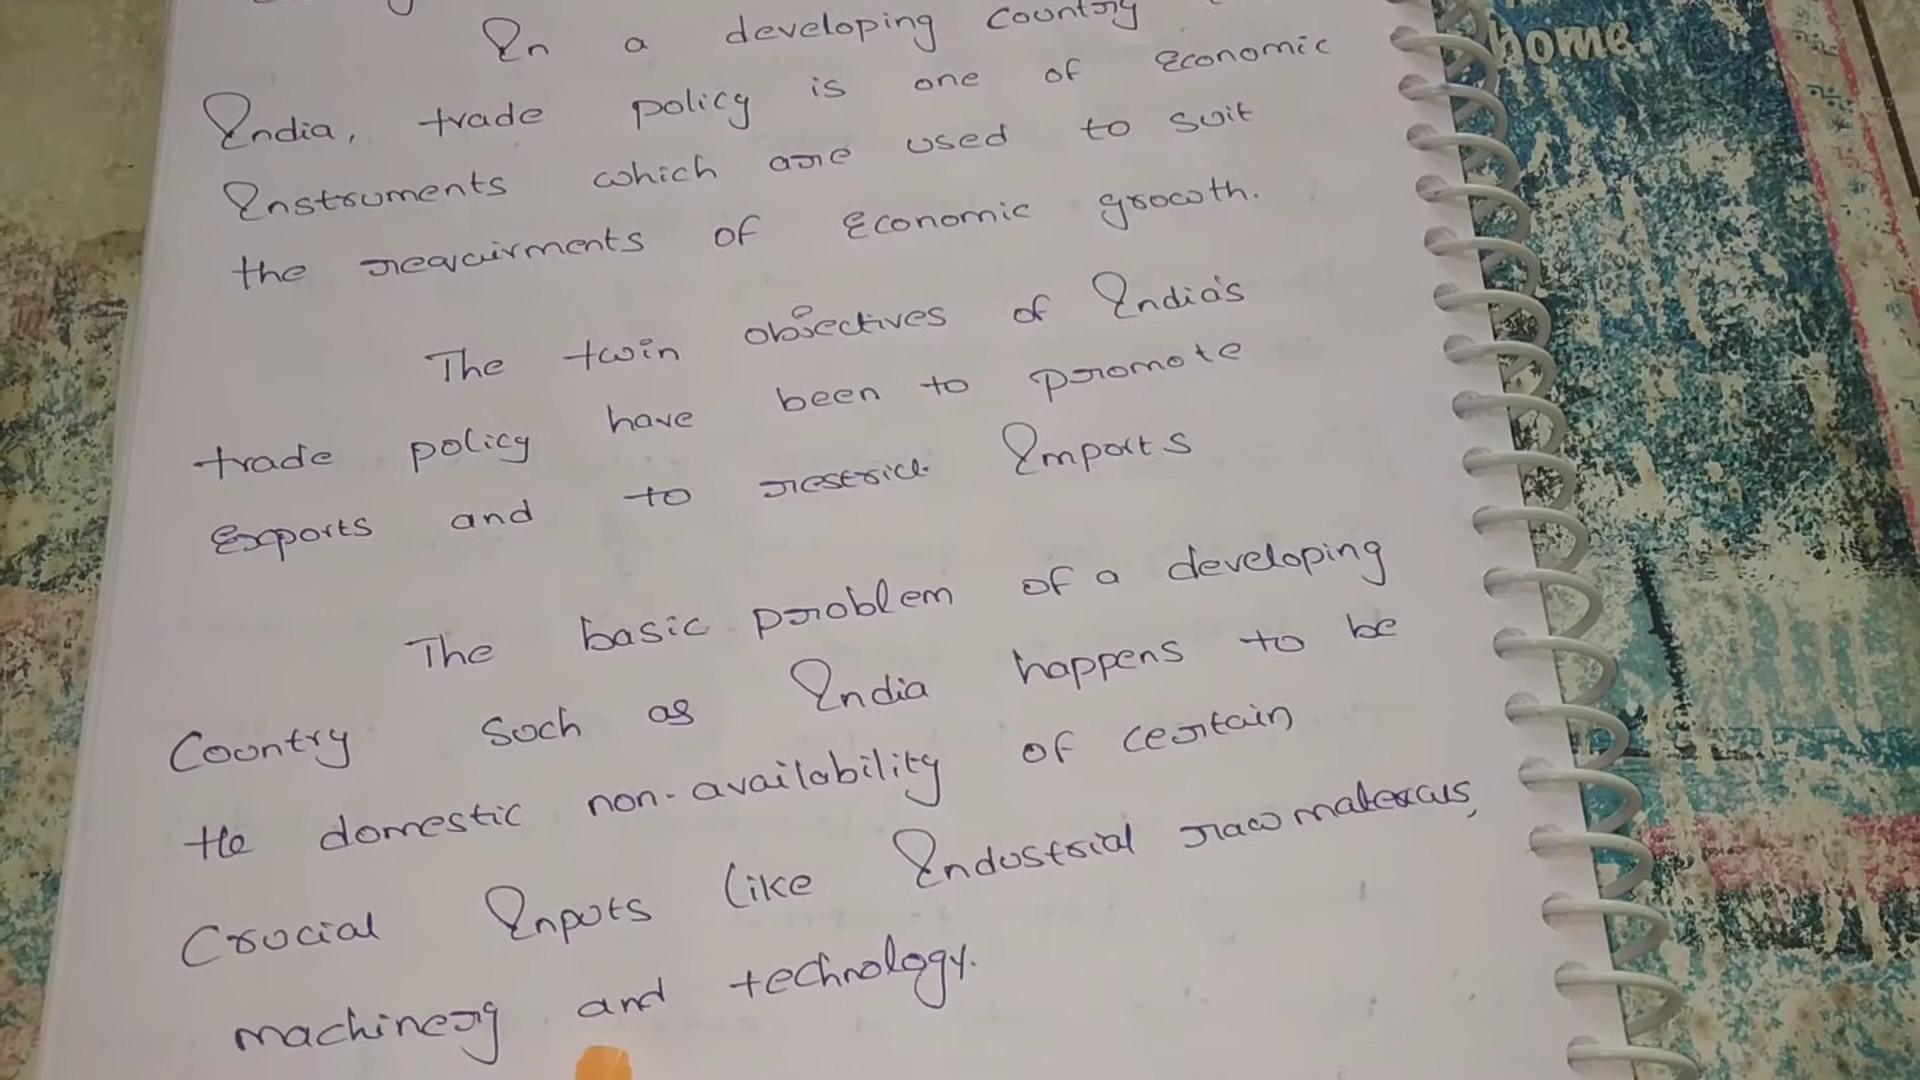 In a developing country
India, trade policy is one of Economic
Instruments which are used to suit
the reqairments of Economic growth.
The twin objectives of India's
trade policy have been to promote
Exports and to restrict Imports
The basic problem of a developing
Country such as India happens to be
the domestic non-availability of certain
Crucial Inputs like Industrial raw materials,
machinery and technology.
home.